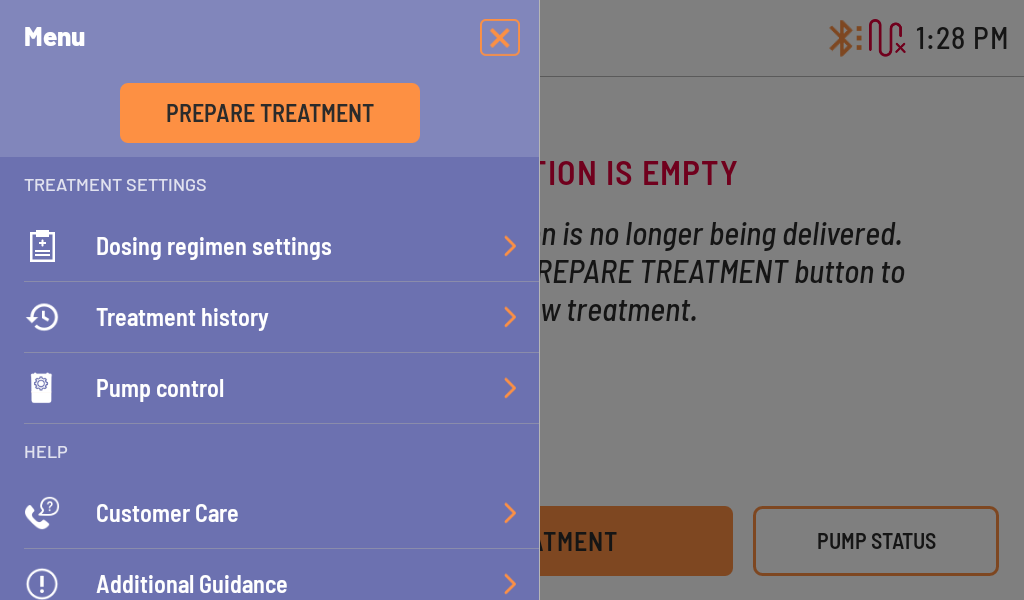 Menu
1:28 PM
PREPARE TREATMENT
TION IS EMPTY
TREATMENT SETTINGS
n is no longer being delivered.
Dosing regimen settings
REPARE TREATMENT button to
w treatment.
Treatment history
Pump control
HELP
Customer Care
ATMENT
PUMP STATUS
Additional Guidance